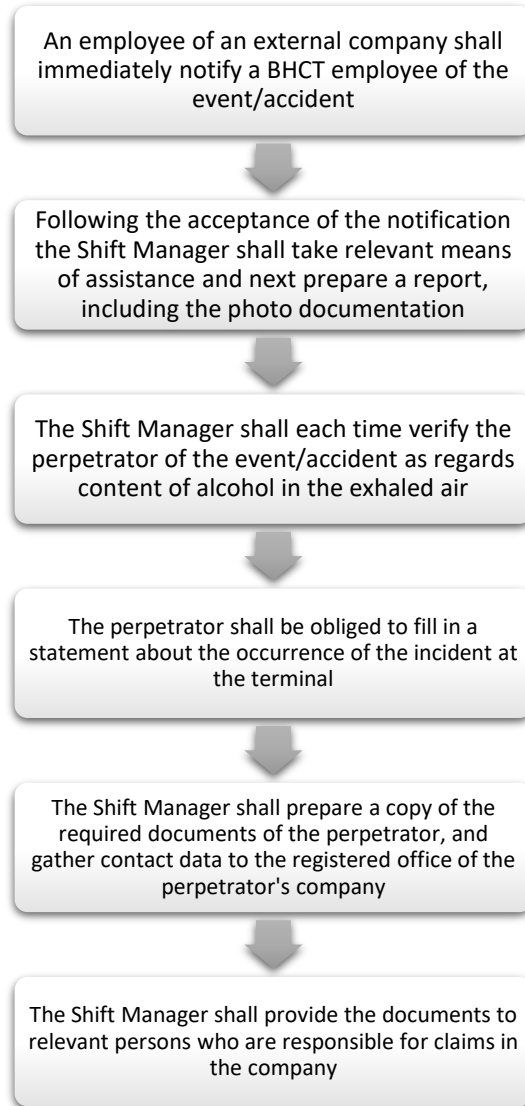 An employee of an external company shall
immediately notify a BHCT employee of the
event/accident
Following the acceptance of the notification
the Shift Manager shall take relevant means
of assistance and next prepare a report,
including the photo documentation
The Shift Manager shall each time verify the
perpetrator of the event/accident as regards
content of alcohol in the exhaled air
The perpetrator shall be obliged to fill in a
statement about the occurrence of the incident at
the terminal
The Shift Manager shall prepare a copy of the
required documents of the perpetrator, and
gather contact data to the registered office of the
perpetrator's company
The Shift Manager shall provide the documents to
relevant persons who are responsible for claims in
the company